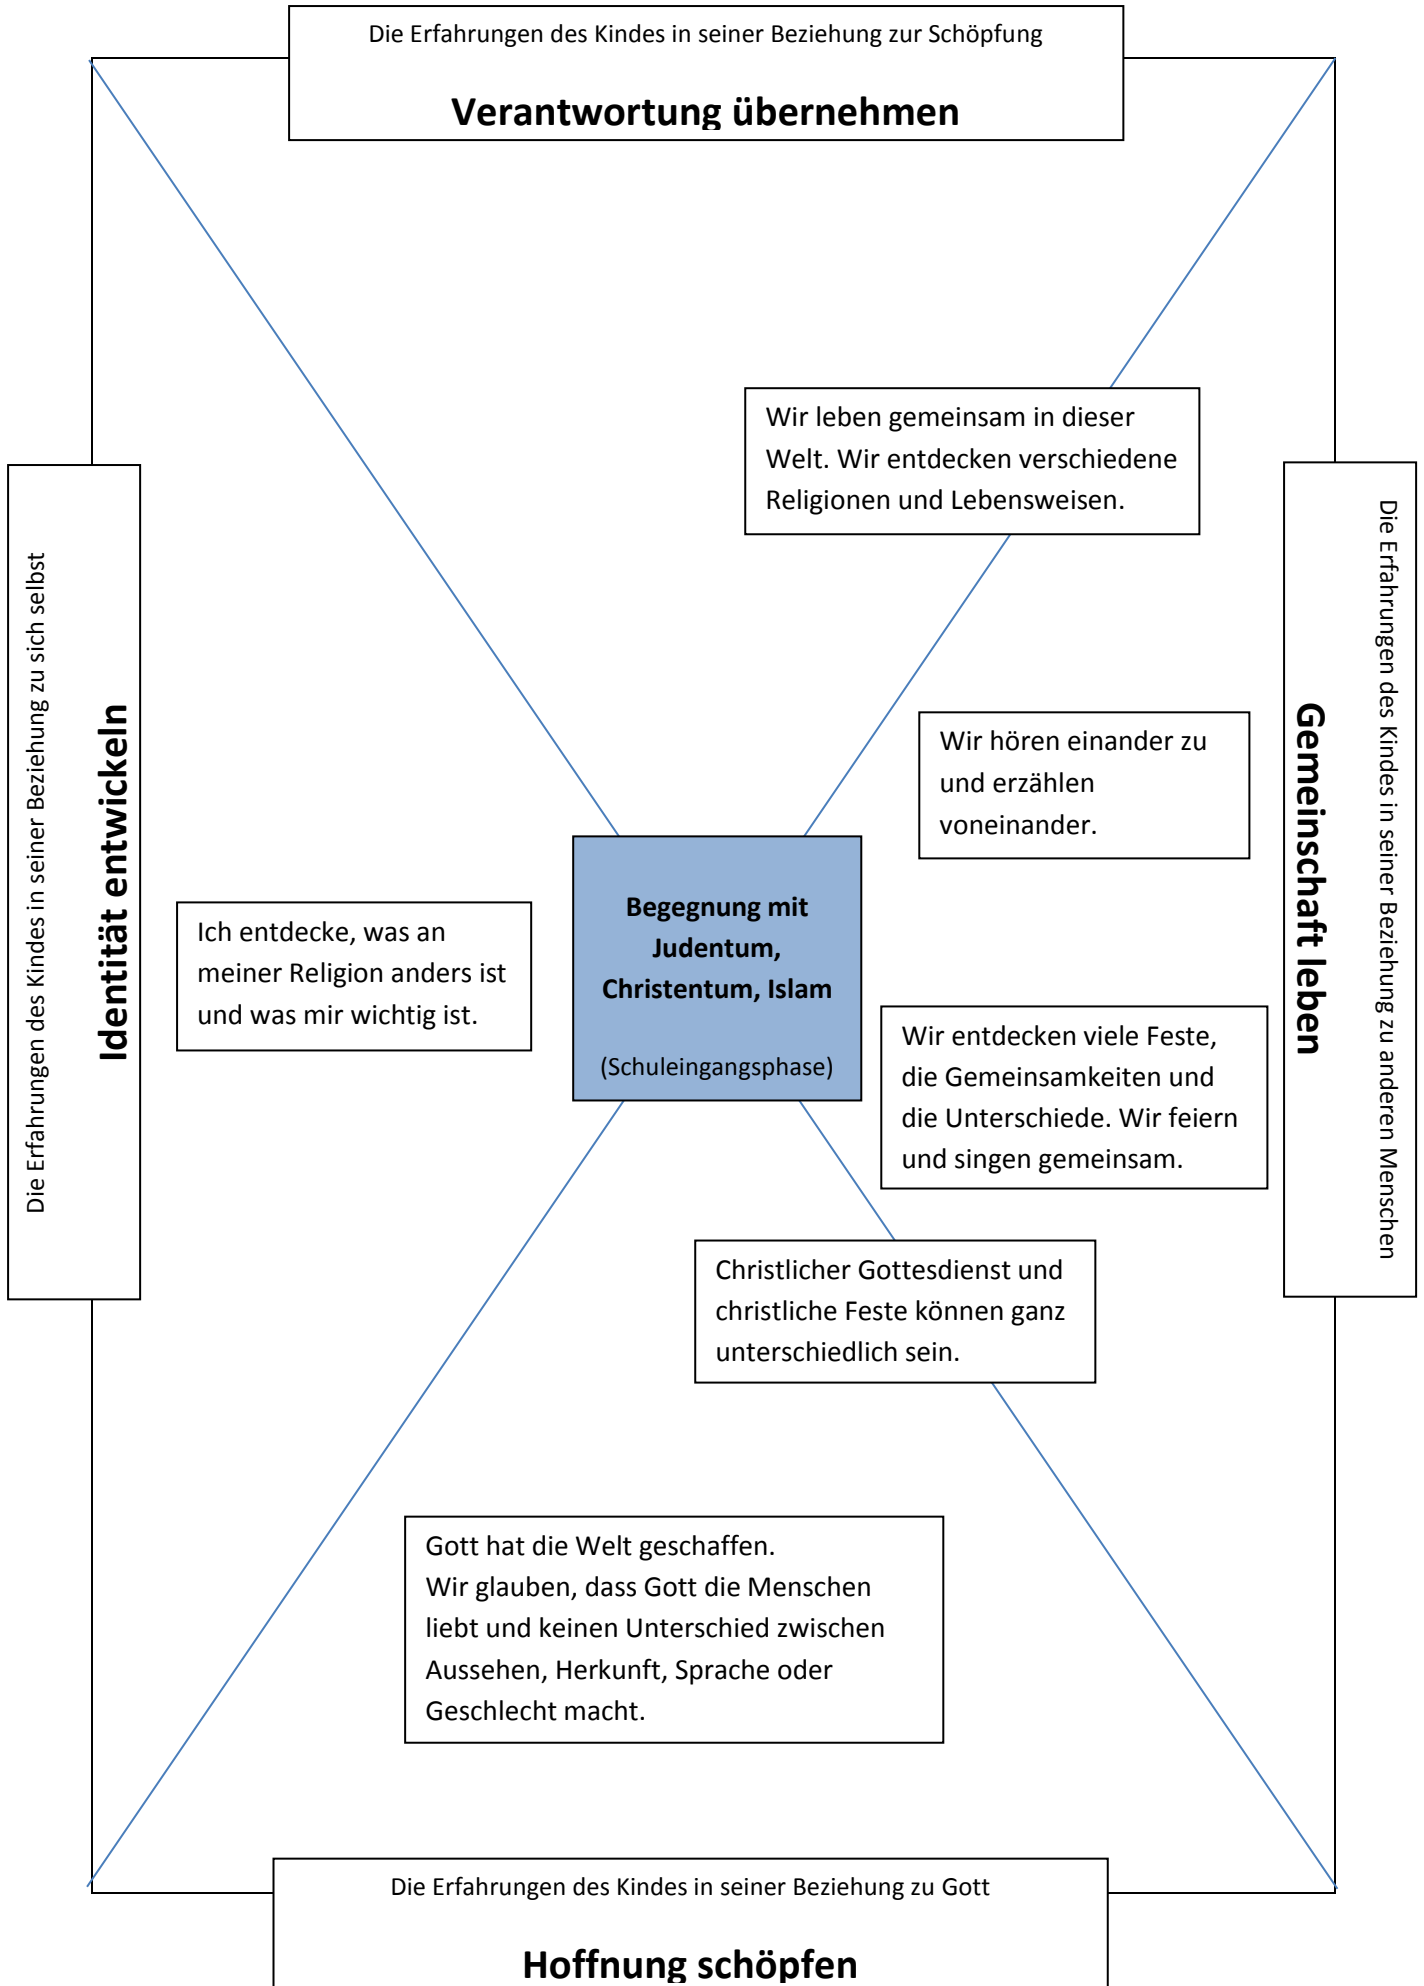 Die Erfahrungen des Kindes in seiner Beziehung zur Schöpfung
Verantwortung übernehmen
Wir leben gemeinsam in dieser
Welt. Wir entdecken verschiedene
Religionen und Lebensweisen.
Die Erfahrungen des Kindes in seiner Beziehung zu sich selbst
Identität entwickeln
Die Erfahrungen des Kindes in seiner Beziehung zu anderen Menschen
Gemeinschaft leben
Wir hören einander zu
und erzählen
voneinander.
Ich entdecke, was an
meiner Religion anders ist
und was mir wichtig ist.
Begegnung mit
Judentum,
Christentum, Islam
(Schuleingangsphase)
Wir entdecken viele Feste,
die Gemeinsamkeiten und
die Unterschiede. Wir feiern
und singen gemeinsam.
Christlicher Gottesdienst und
christliche Feste können ganz
unterschiedlich sein.
Gott hat die Welt geschaffen.
Wir glauben, dass Gott die Menschen
liebt und keinen Unterschied zwischen
Aussehen, Herkunft, Sprache oder
Geschlecht macht.
Die Erfahrungen des Kindes in seiner Beziehung zu Gott
Hoffnung schöpfen